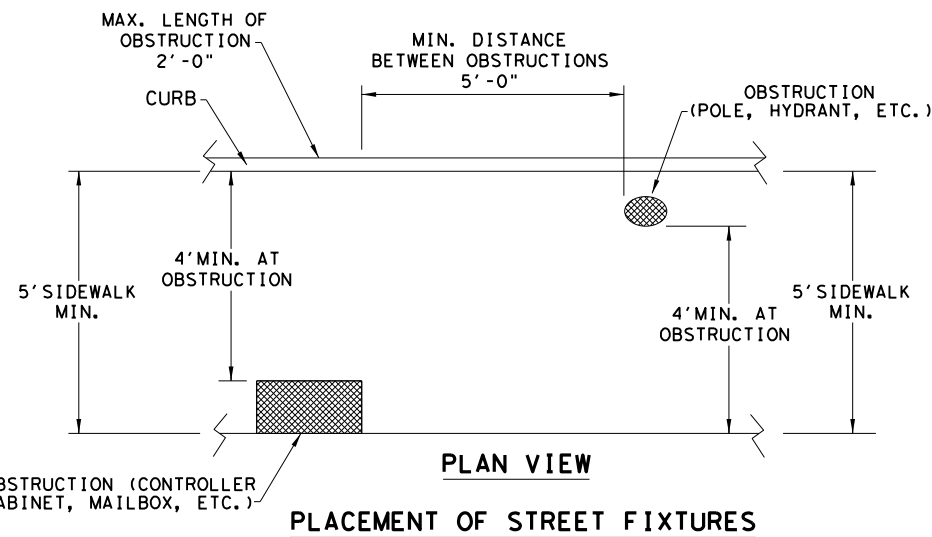 MAX. LENGTH OF
OBSTRUCTION
2'-0"
CURB
MIN. DISTANCE
BETWEEN OBSTRUCTIONS
5'-0"
OBSTRUCTION
(POLE, HYDRANT, ETC.)
4'MIN. AT
OBSTRUCTION
5'SIDEWALK
MIN.
4'MIN. AT
OBSTRUCTION
5'SIDEWALK
MIN.
BSTRUCTION (CONTROLLER
ABINET, MAILBOX, ETC.)
PLAN VIEW
PLACEMENT OF STREET FIXTURES